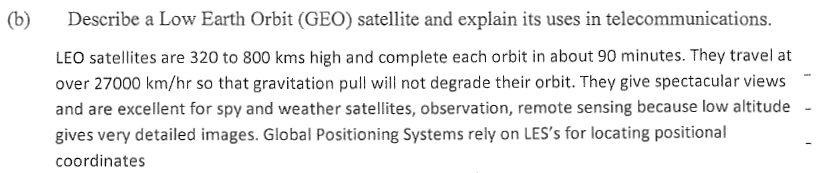 (b) Describe a Low Earth Orbit (GEO) satellite and explain its uses in telecommunications.
LEO satellites are 320 to 800 kms high and complete each orbit in about 90 minutes. They travel at
over 27000 km/hr so that gravitation pull will not degrade their orbit. They give spectacular views
and are excellent for spy and weather satellites, observation, remote sensing because low altitude
gives very detailed images. Global Positioning Systems rely on LES's for locating positional
coordinates